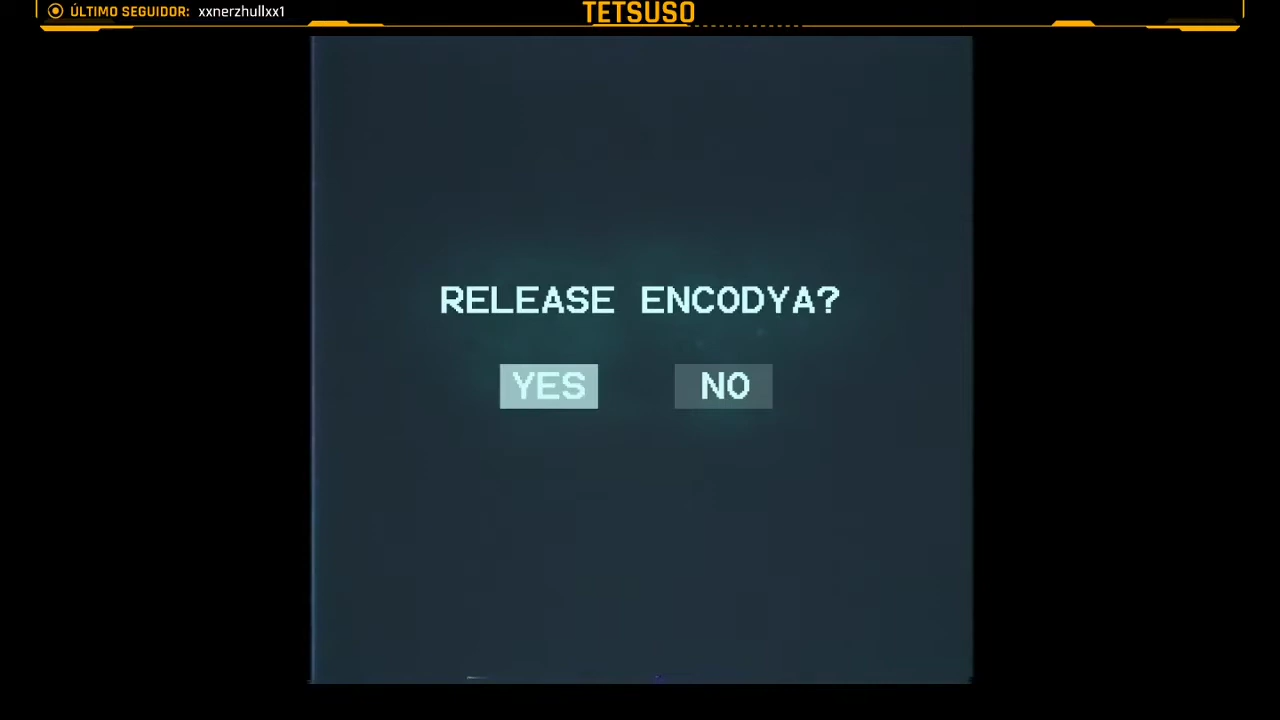 ÚLTIMO SEGUIDOR: xxnerzhullxx1
TETSUSO
RELEASE ENCODYA?
YES NO